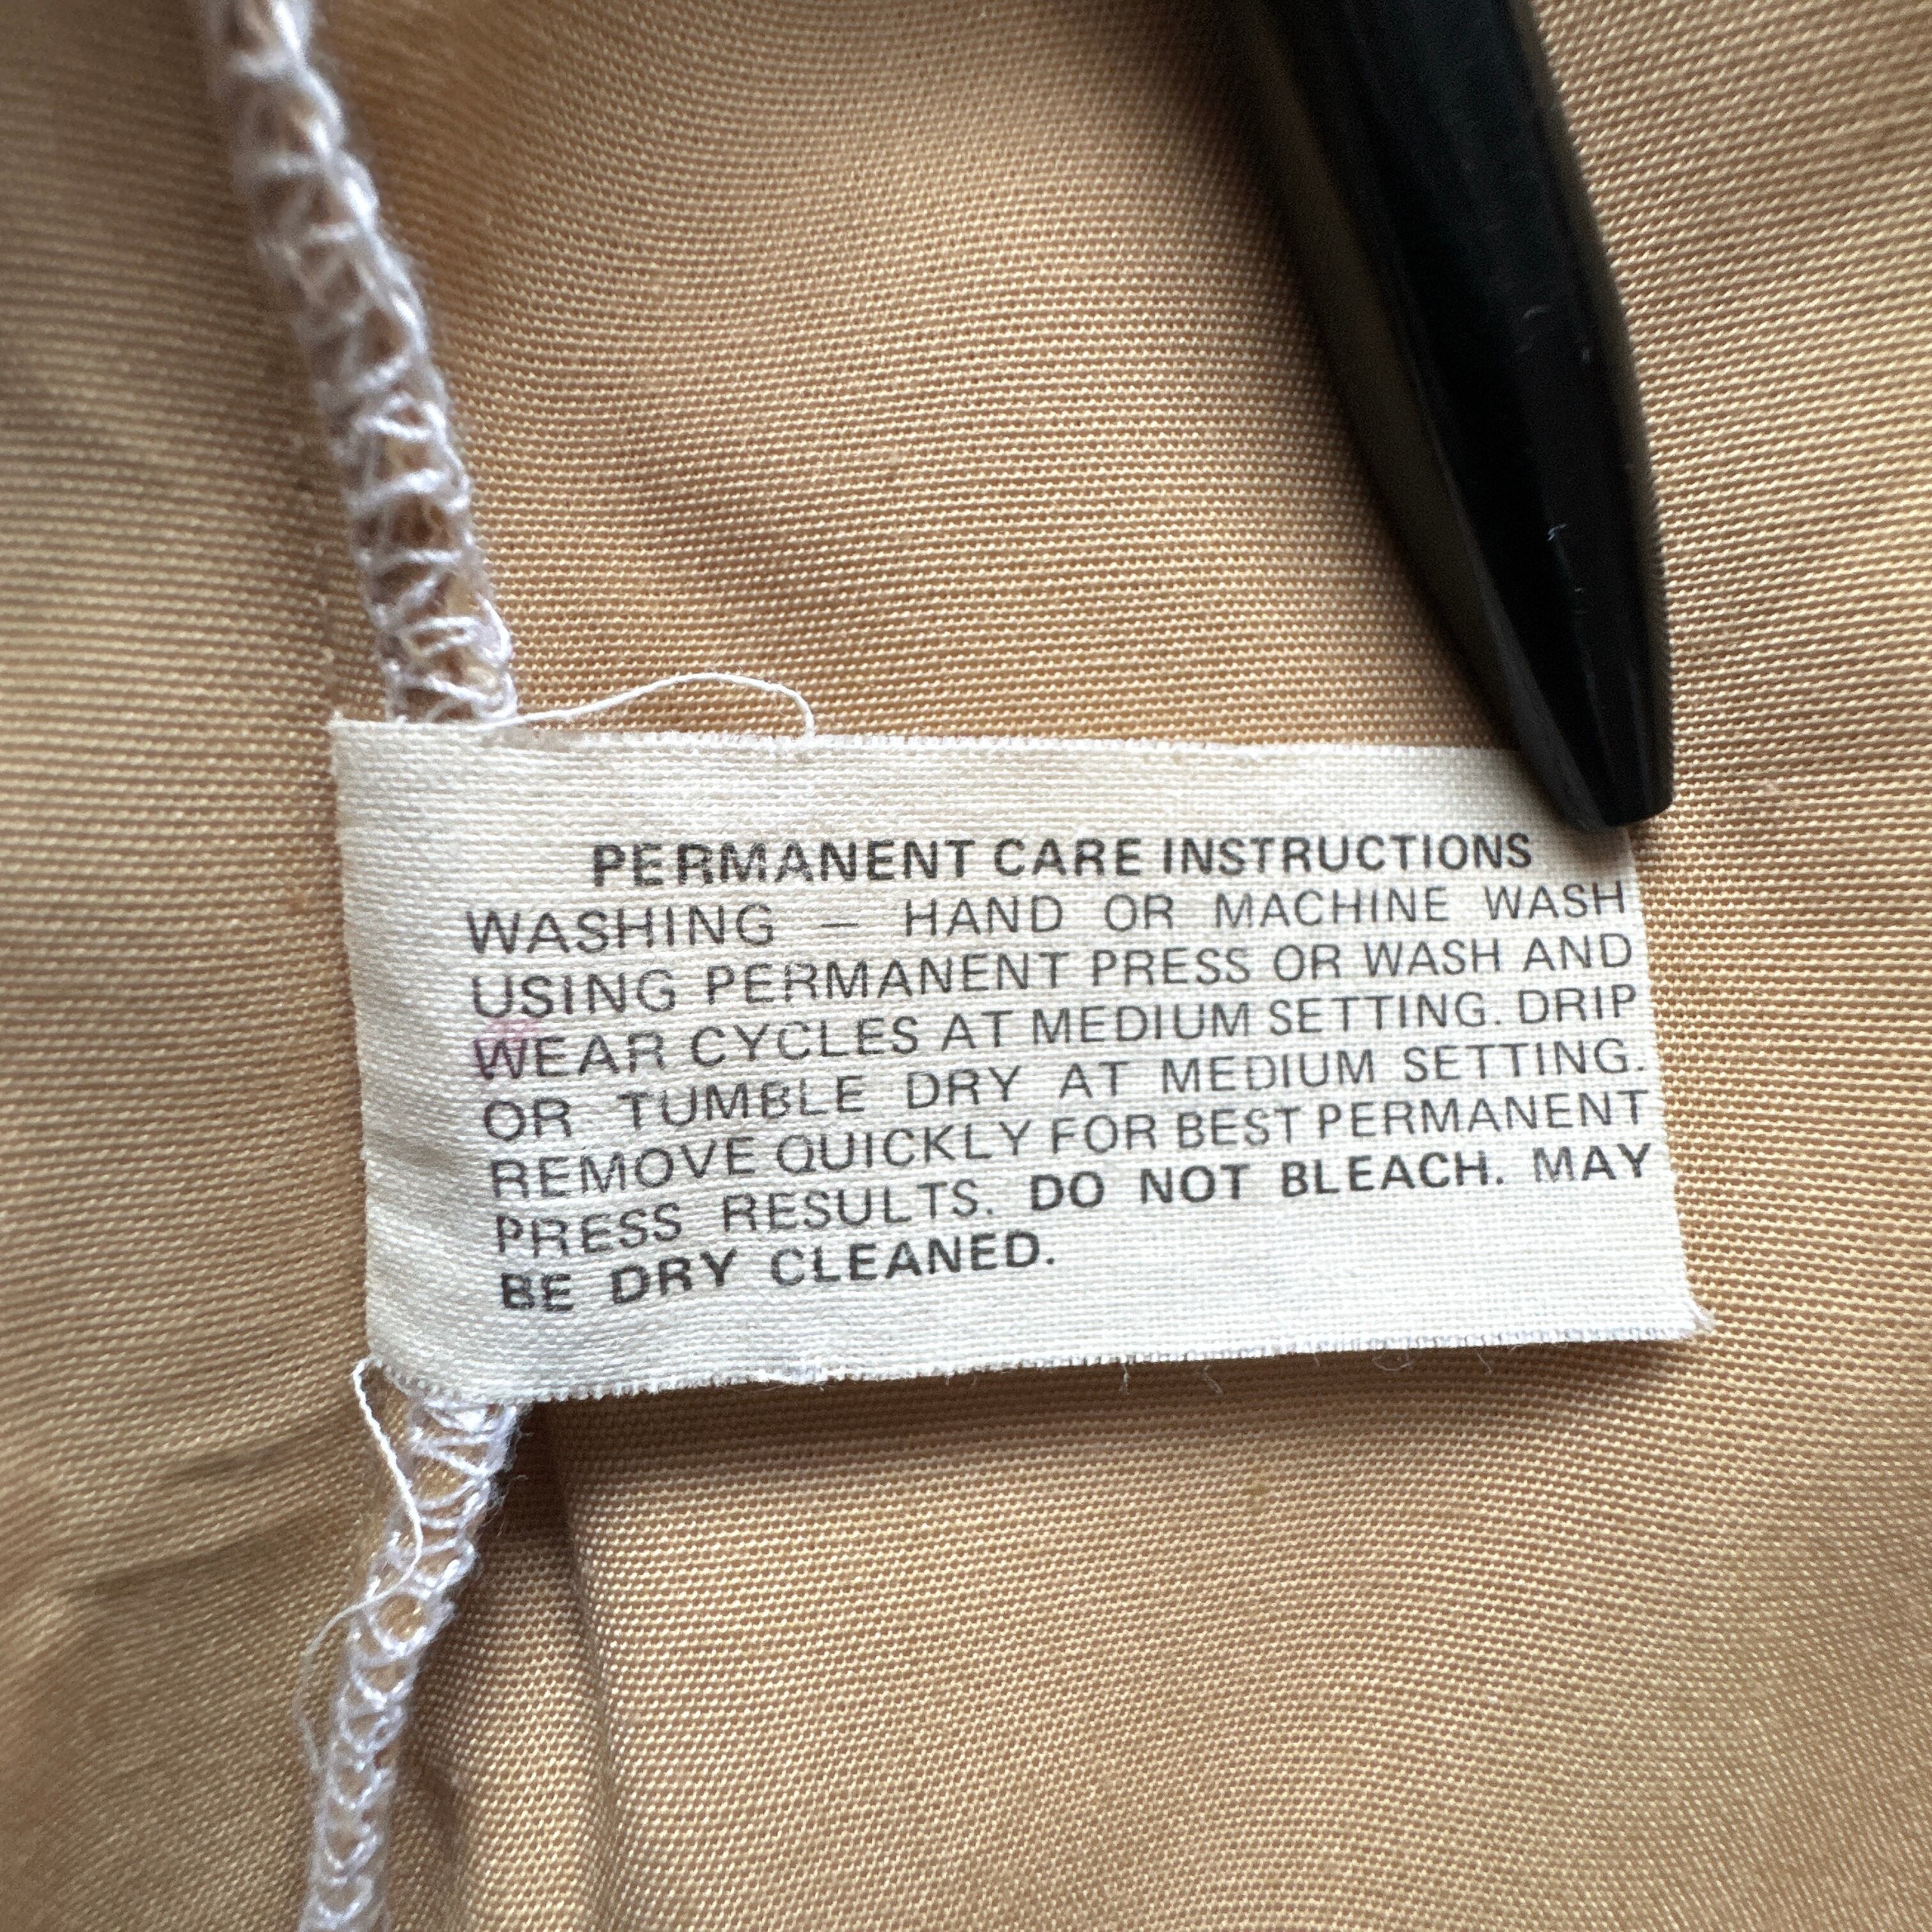 PERMANENT CARE INSTRUCTIONS
WASHING – HAND OR MACHINE WASH
USING PERMANENT PRESS OR WASH AND
WEAR CYCLES AT MEDIUM SETTING. DRIP
OR TUMBLE DRY AT MEDIUM SETTING.
REMOVE QUICKLY FOR BEST PERMANENT
PRESS RESULTS. DO NOT BLEACH. MAY
BE DRY CLEANED.